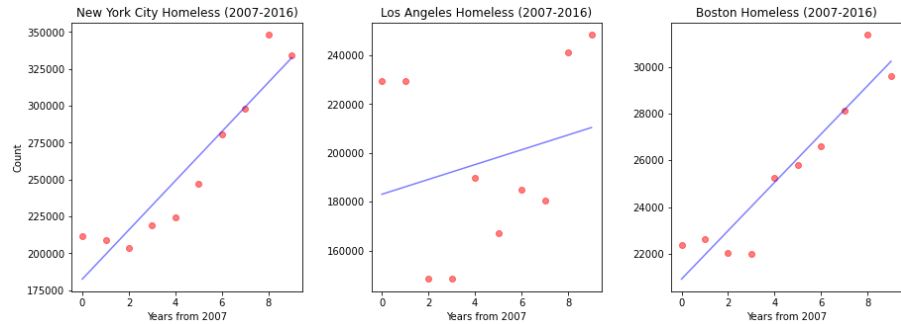 New York City Homeless (2007-2016)
350000
325000
300000
275000
250000
225000
200000
175000
Count
0 2 4 6 8
Years from 2007
Los Angeles Homeless (2007-2016)
240000
220000
200000
180000
160000
0 2 4 6 8
Years from 2007
Boston Homeless (2007-2016)
30000
28000
26000
24000
22000
0 2 4 6 8
Years from 2007